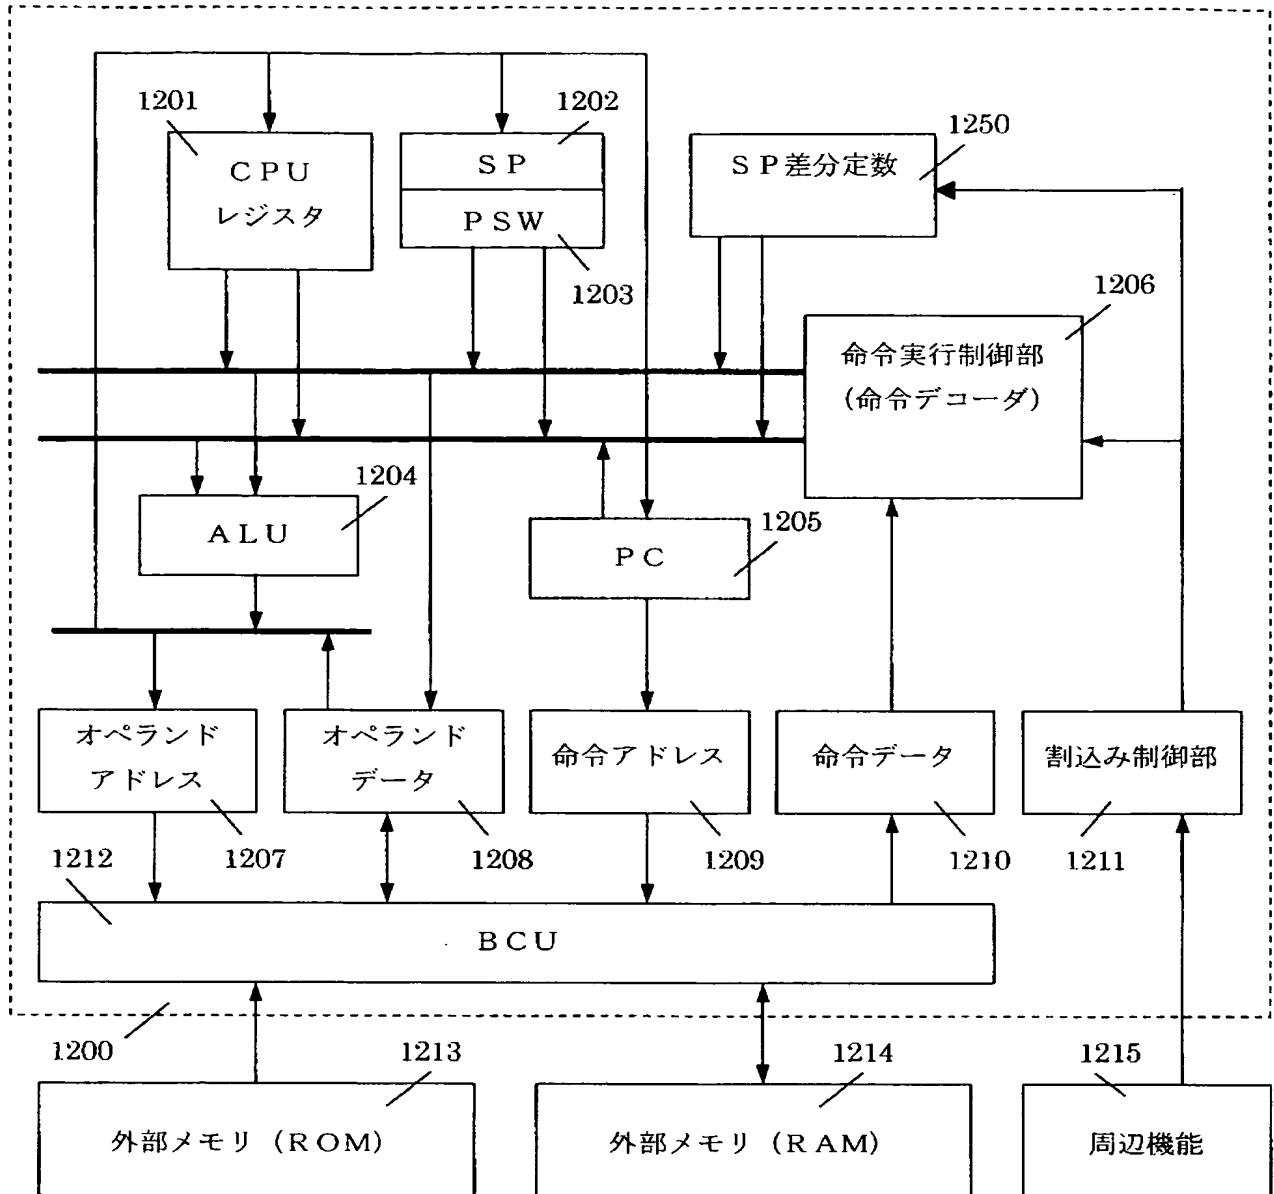 1201
1202
1250
CPU
レジスタ
SP
PSW
SP差分定数
1203
1206
命令実行制御部
(命令デコーダ)
1204
ALU
1205
PC
オペランド
アドレス
オペランド
データ
命令アドレス
命令データ
割込み制御部
1212
1207
1208
1209
1210
1211
BCU
1200
1213
1214
1215
外部メモリ(ROM)
外部メモリ(RAM)
周辺機能